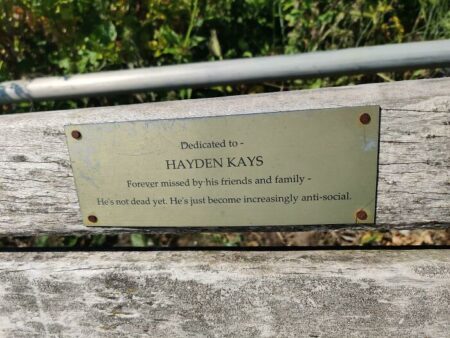 Dedicated to -
HAYDEN KAYS
Forever missed by his friends and family -
He's not dead yet. He's just become increasingly anti-social.